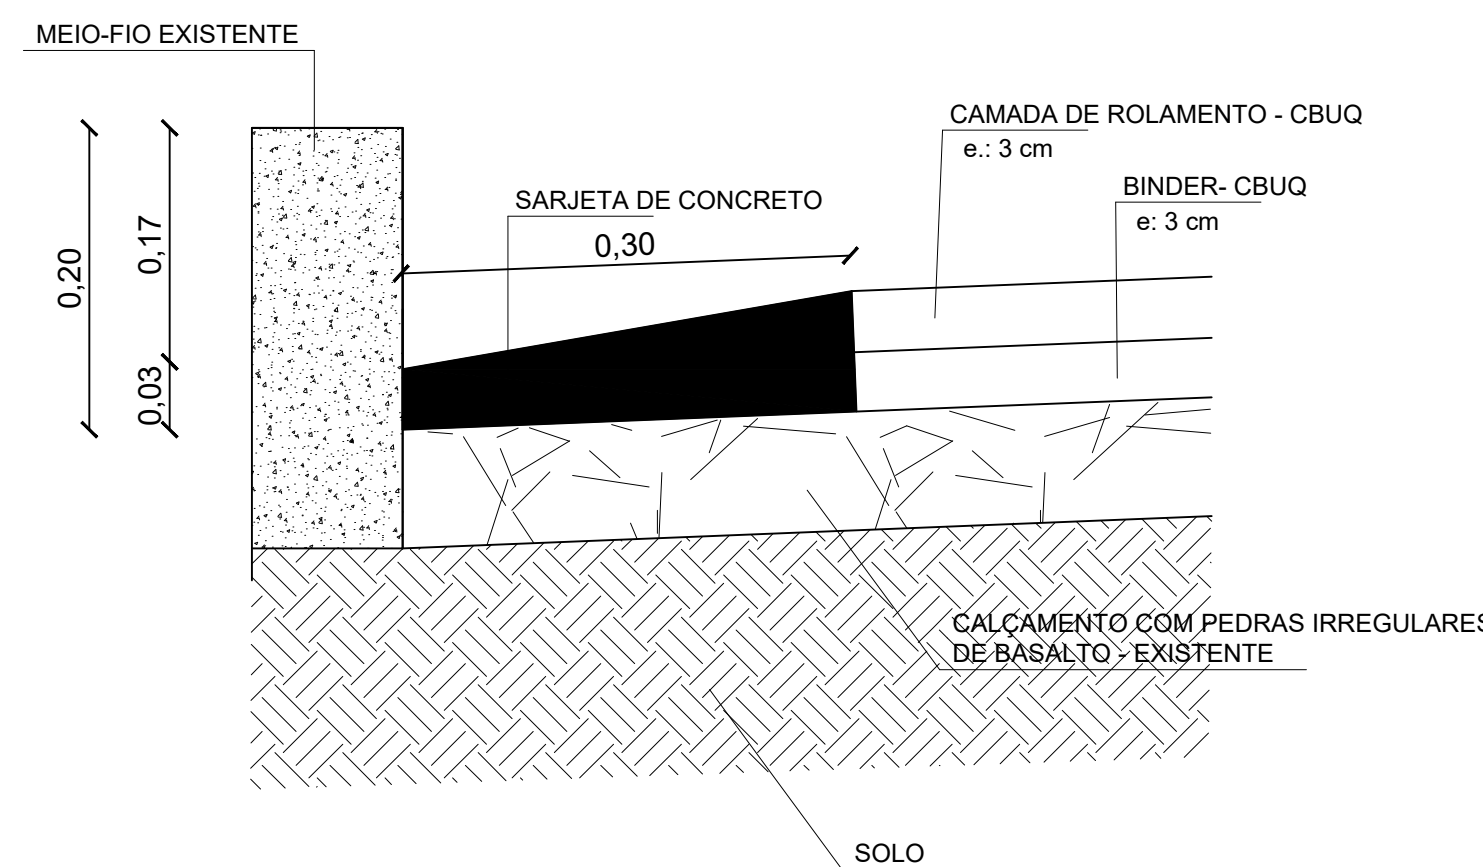 MEIO-FIO EXISTENTE
CAMADA DE ROLAMENTO - CBUQ
e.: 3 cm
BINDER- CBUQ
e: 3 cm
SARJETA DE CONCRETO
0,30
0,17
0,20
0,03
CALÇAMENTO COM PEDRAS IRREGULARES
DE BASALTO - EXISTENTE
SOLO